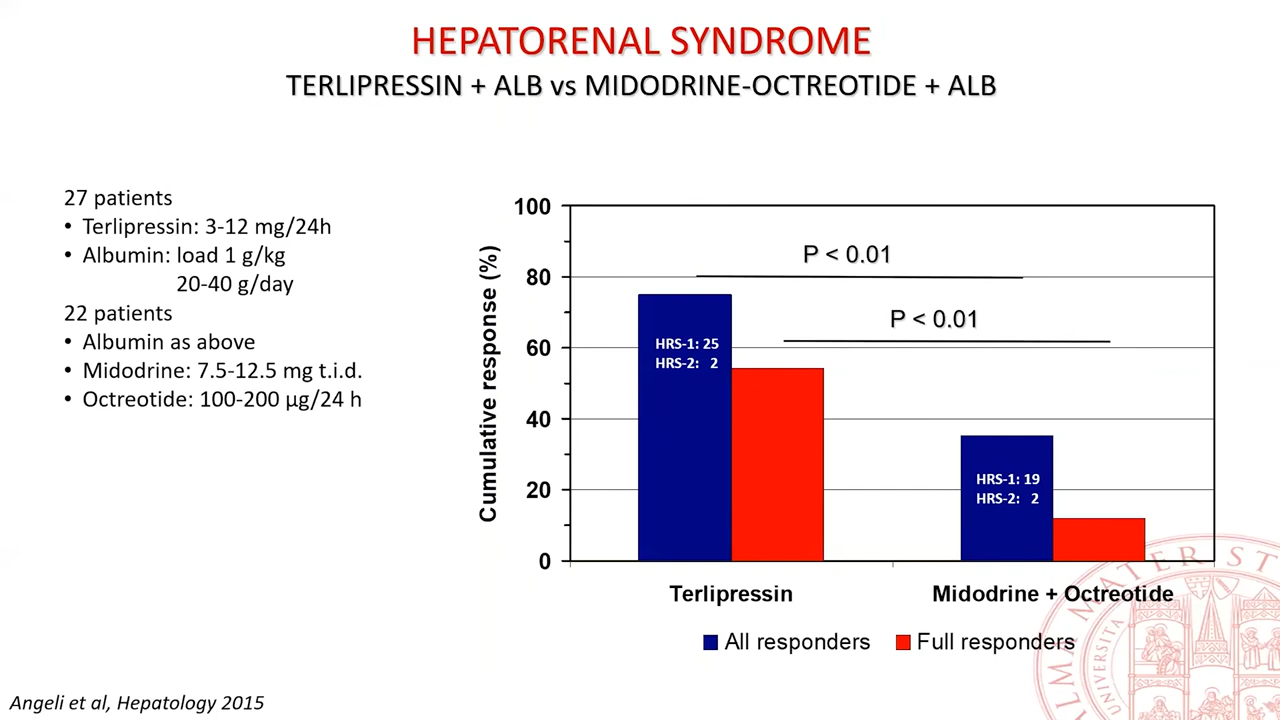 HEPATORENAL SYNDROME
TERLIPRESSIN + ALB vs MIDODRINE-OCTREOTIDE + ALB
27 patients
• Terlipressin: 3-12 mg/24h
• Albumin: load 1 g/kg
20-40 g/day
22 patients
• Albumin as above
• Midodrine: 7.5-12.5 mg t.i.d.
• Octreotide: 100-200 µg/24 h
Cumulative response (%)
100
80
60
40
20
0
P < 0.01
P < 0.01
HRS-1: 25
HRS-2: 2
HRS-1: 19
HRS-2: 2
Terlipressin
Midodrine + Octreotide
All responders
Full responders
Angeli et al, Hepatology 2015
MATER ST
UNIVERSITA